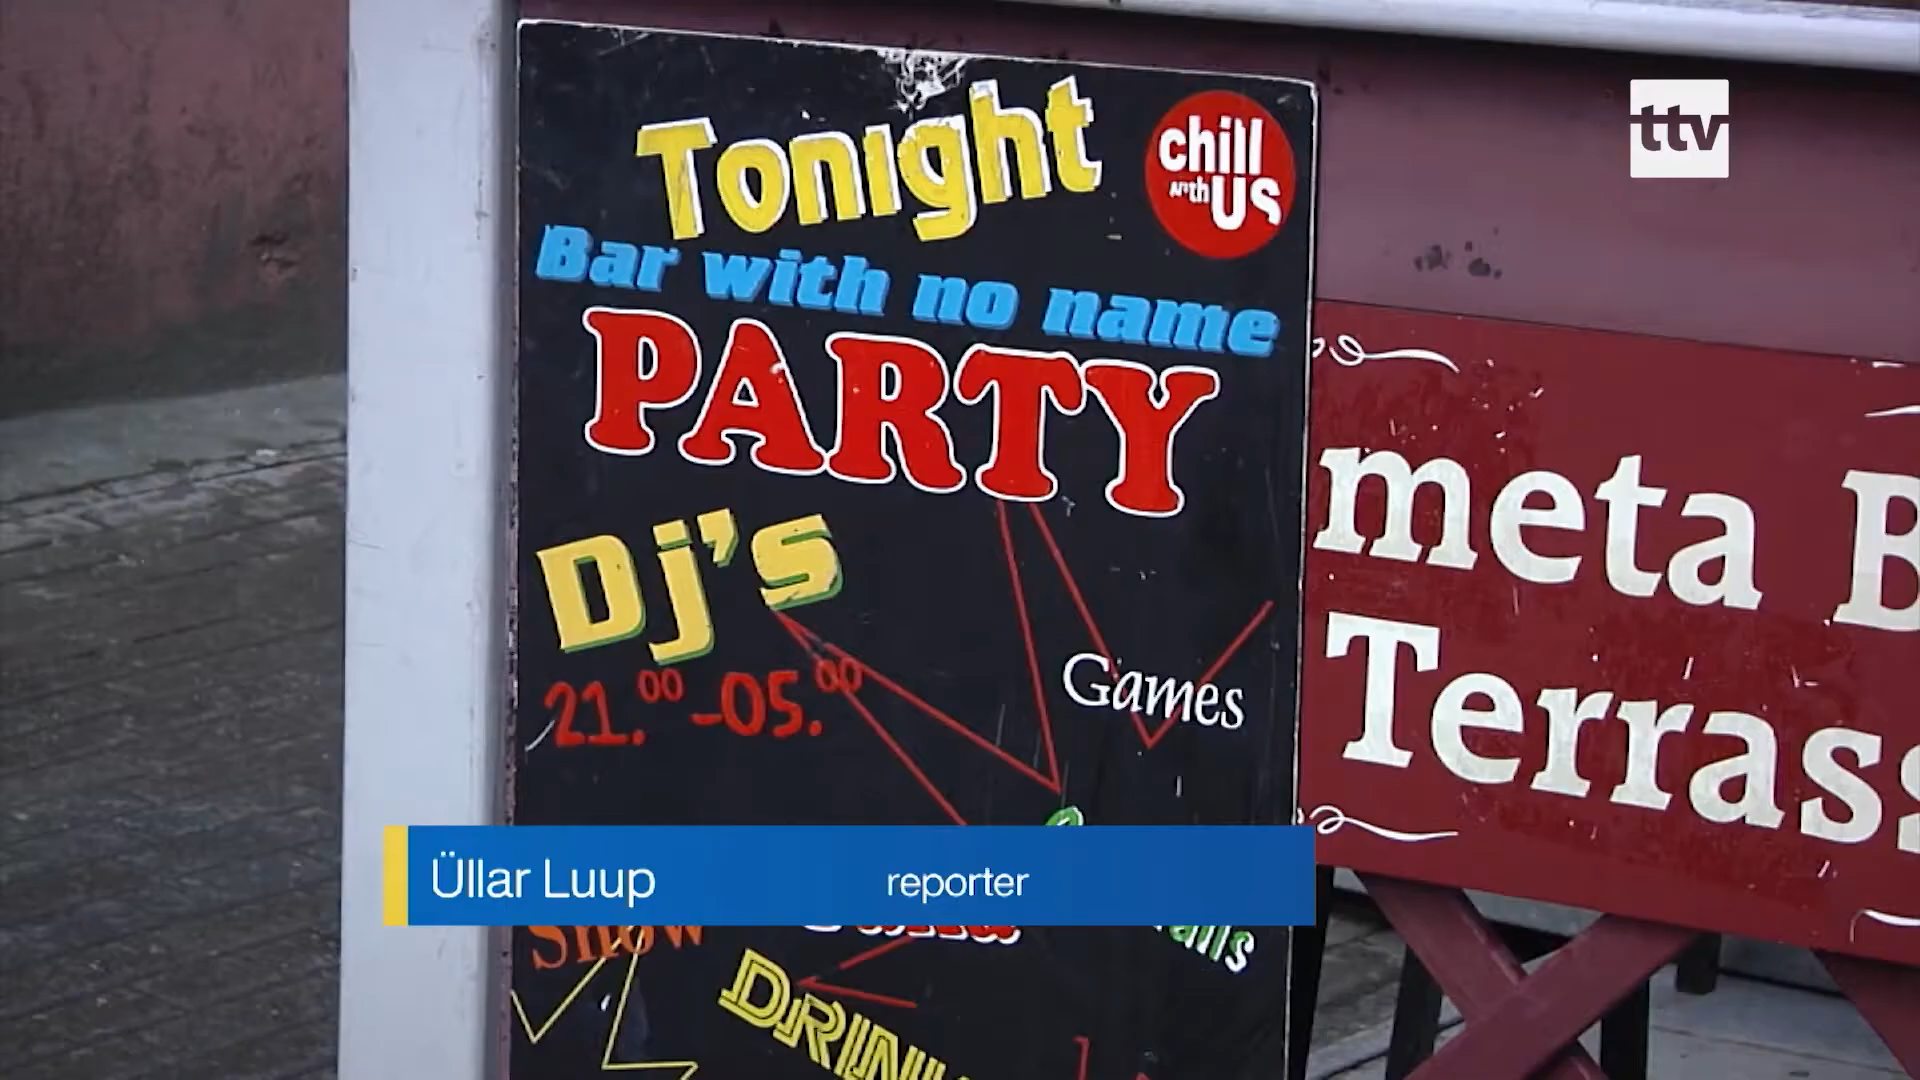 Tonight
chill
with
US
ttv
Bar with no name
PARTY
Dj's
21.00-05.00
Games
meta B
Terrass
Üllar Luup reporter
Show